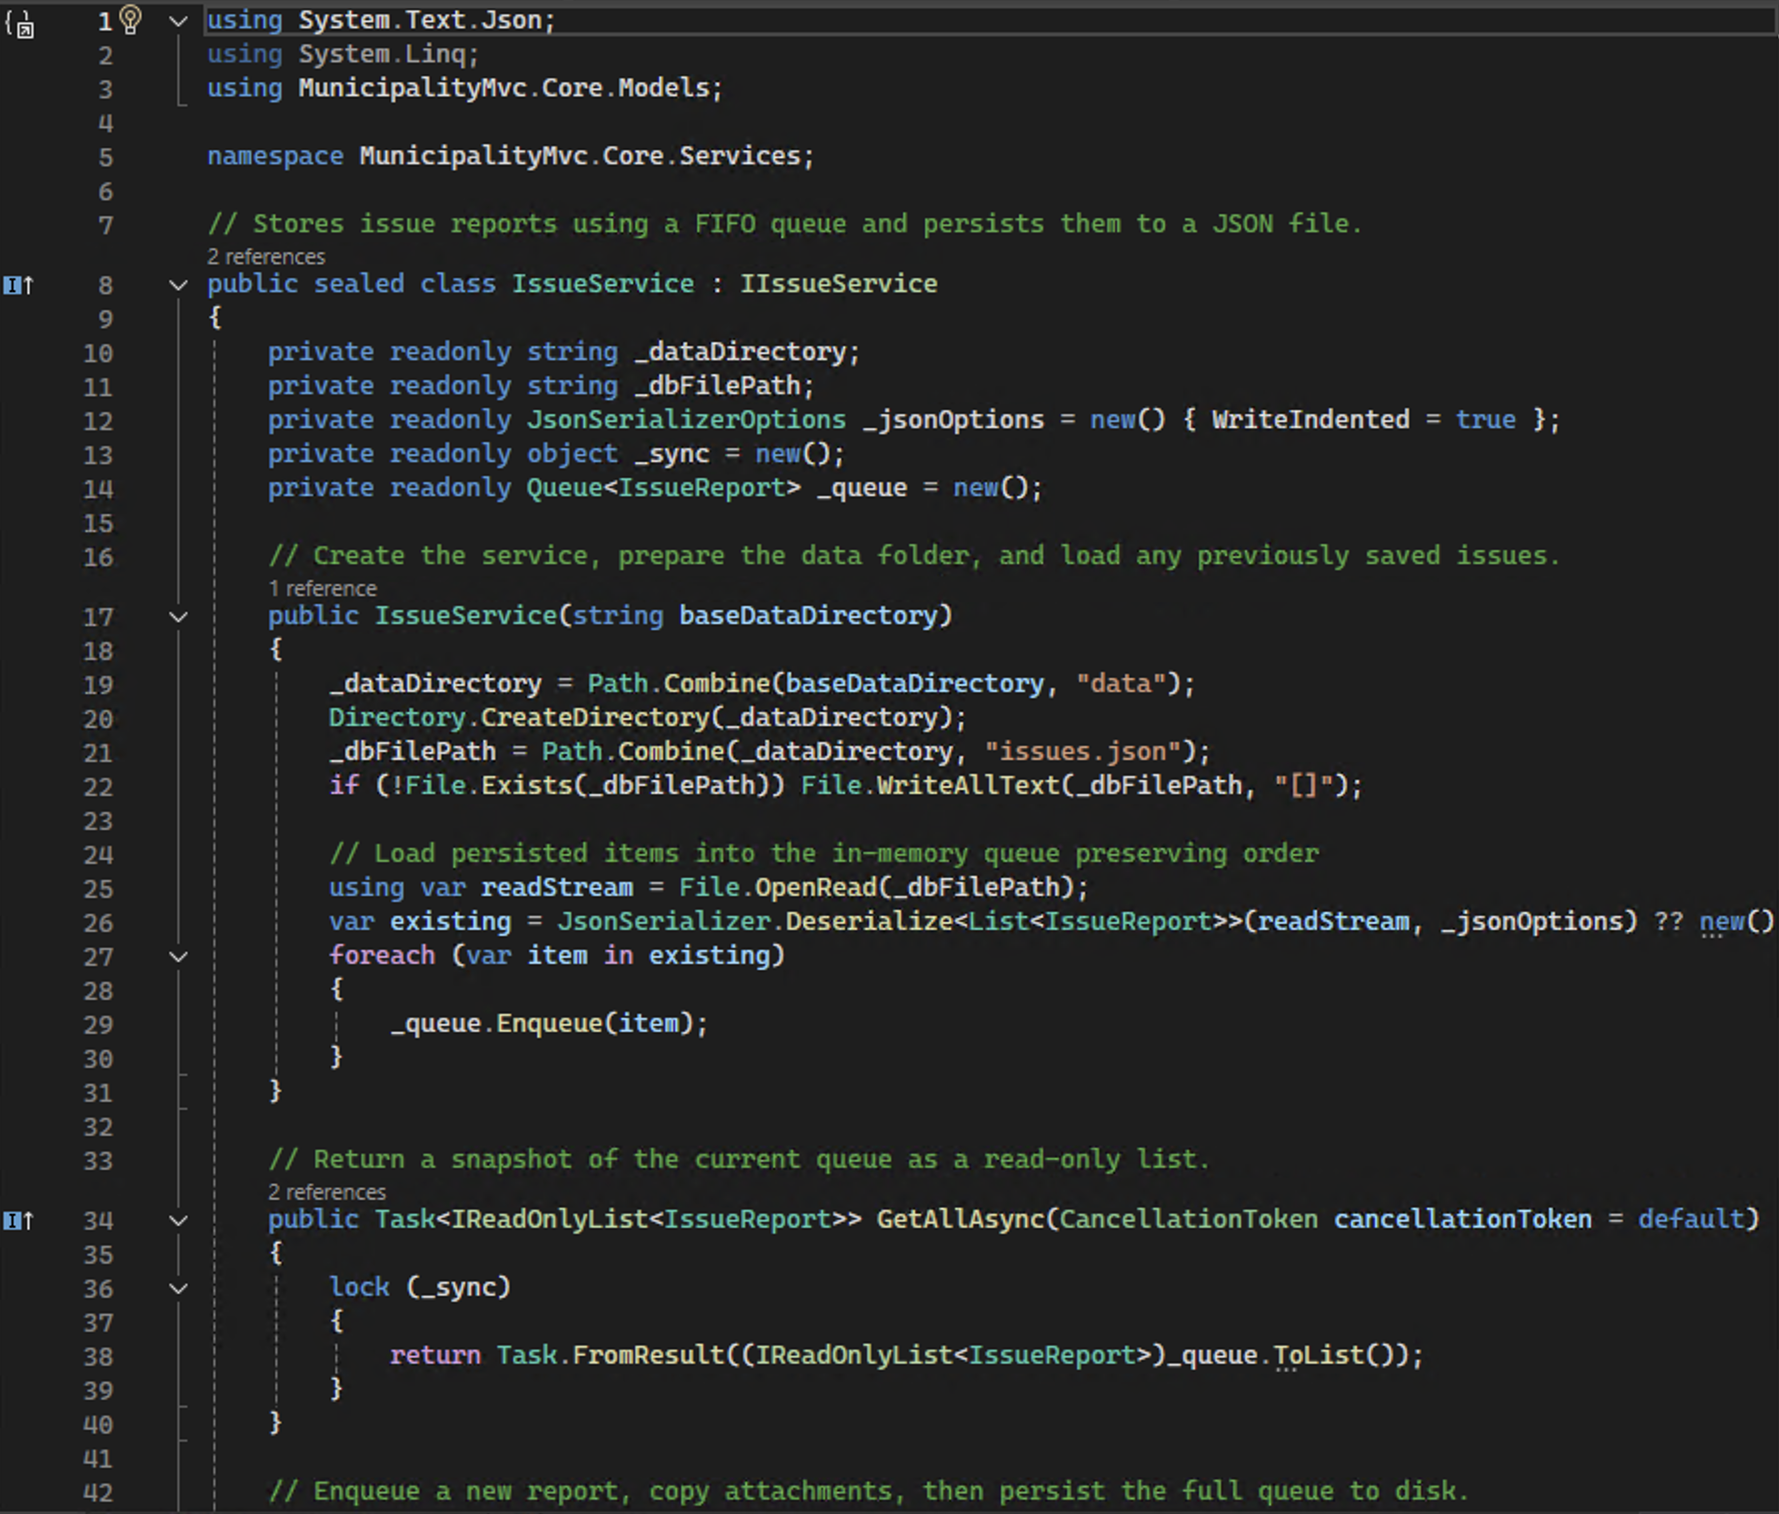 1 using System.Text.Json;
2 using System.Linq;
3 using MunicipalityMvc.Core.Models;
4
5 namespace MunicipalityMvc.Core.Services;
6
7 // Stores issue reports using a FIFO queue and persists them to a JSON file.
2 references
8 public sealed class IssueService : IIssueService
9 {
10 private readonly string _dataDirectory;
11 private readonly string _dbFilePath;
12 private readonly JsonSerializerOptions _jsonOptions = new() { WriteIndented = true };
13 private readonly object _sync = new();
14 private readonly Queue<IssueReport> _queue = new();
15
16 // Create the service, prepare the data folder, and load any previously saved issues.
1 reference
17 public IssueService(string baseDataDirectory)
18 {
19 _dataDirectory = Path.Combine(baseDataDirectory, "data");
20 Directory.CreateDirectory(_dataDirectory);
21 _dbFilePath = Path.Combine(_dataDirectory, "issues.json");
22 if (!File.Exists(_dbFilePath)) File.WriteAllText(_dbFilePath, "[]");
23
24 // Load persisted items into the in-memory queue preserving order
25 using var readStream = File.OpenRead(_dbFilePath);
26 var existing = JsonSerializer.Deserialize<List<IssueReport>>(readStream, _jsonOptions) ?? new()
27 foreach (var item in existing)
28 {
29 _queue.Enqueue(item);
30 }
31 }
32
33 // Return a snapshot of the current queue as a read-only list.
2 references
34 public Task<IReadOnlyList<IssueReport>> GetAllAsync(CancellationToken cancellationToken = default)
35 {
36 lock (_sync)
37 {
38 return Task.FromResult((IReadOnlyList<IssueReport>)_queue.ToList());
39 }
40 }
41
42 // Enqueue a new report, copy attachments, then persist the full queue to disk.